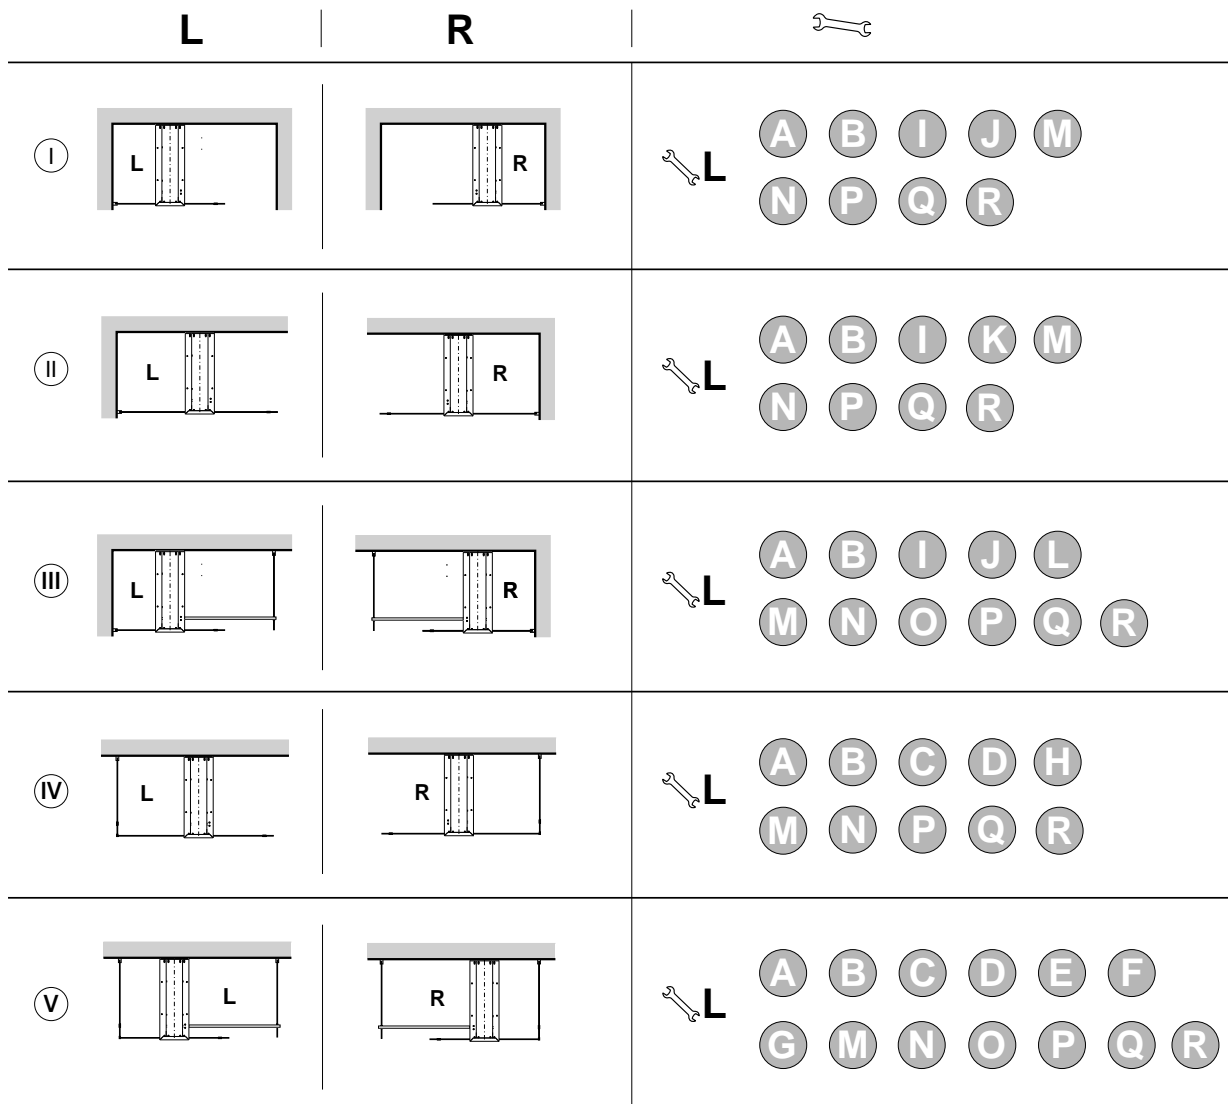 L R
I L R L A B I J M
N P Q R
II L R L A B I K M
N P Q R
III L R L A B I J L
M N O P Q R
IV L R L A B C D H
M N P Q R
V L R L A B C D E F
G M N O P Q R